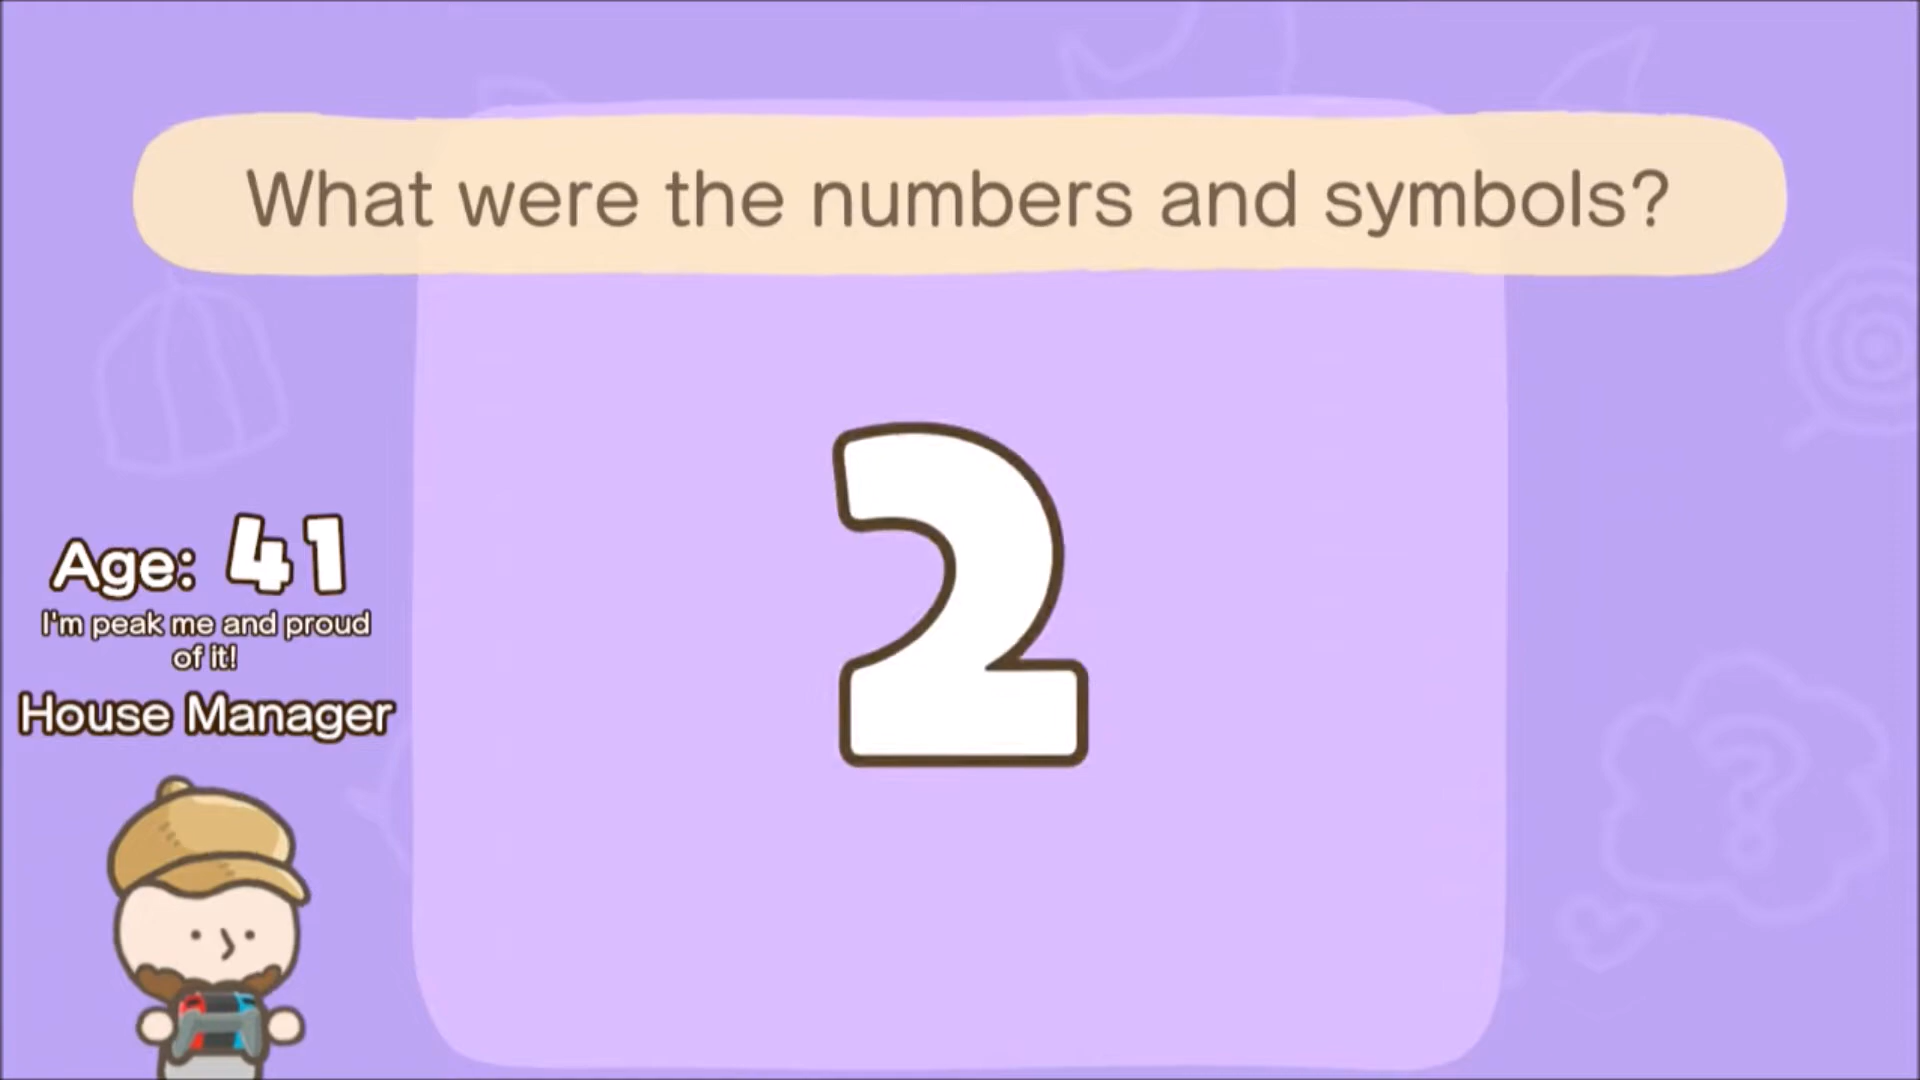 What were the numbers and symbols?
2
Age: 41
I'm peak me and proud
of it!
House Manager